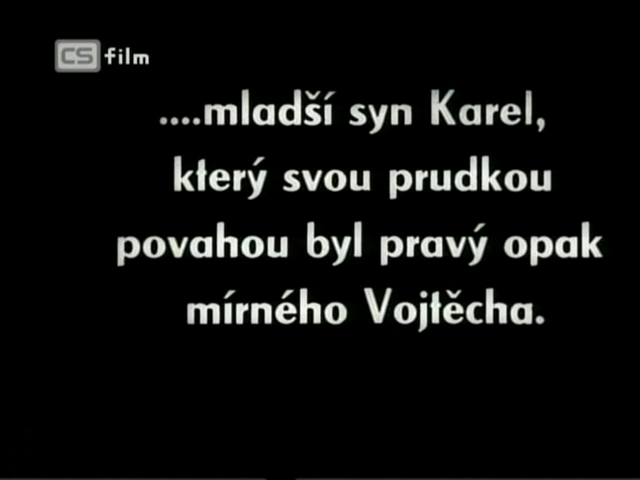 CS film
....mladší syn Karel,
který svou prudkou
povahou byl pravý opak
mírného Vojtěcha.